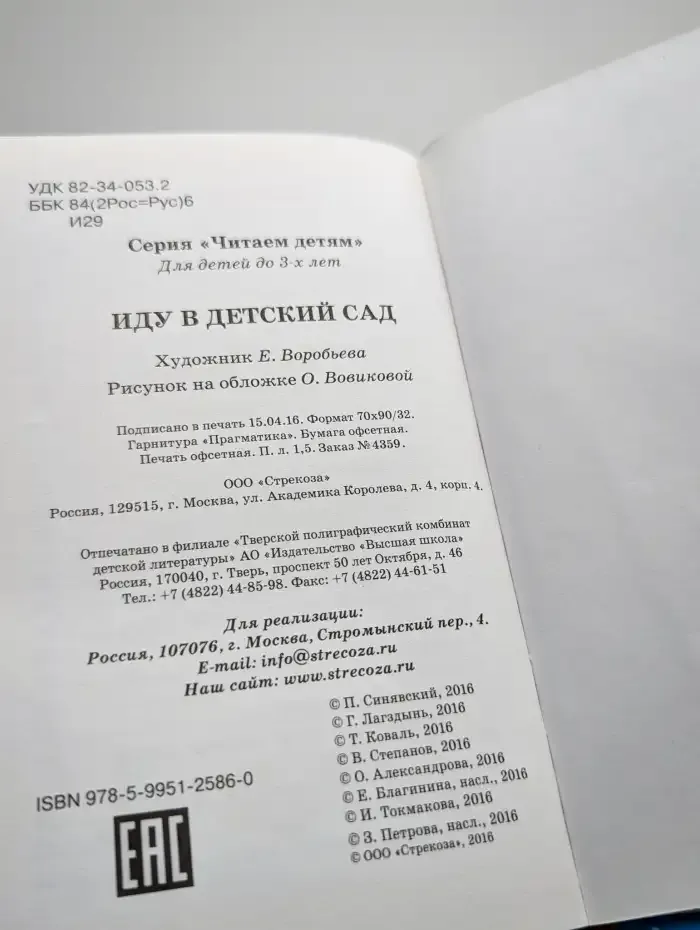 УДК 82-34-053.2
ББК 84(2Рос=Рус)6
И29
Серия «Читаем детям»
Для детей до 3-х лет
ИДУ В ДЕТСКИЙ САД
Художник Е. Воробьева
Рисунок на обложке О. Вовиковой
Подписано в печать 15.04.16. Формат 70х90/32.
Гарнитура «Прагматика». Бумага офсетная.
Печать офсетная. П. л. 1,5. Заказ № 4359.
ООО «Стрекоза»
Россия, 129515, г. Москва, ул. Академика Королева, д. 4, корп. 4.
Отпечатано в филиале «Тверской полиграфический комбинат
детской литературы» АО «Издательство «Высшая школа»
Россия, 170040, г. Тверь, проспект 50 лет Октября, д. 46
Тел.: +7 (4822) 44-85-98. Факс: +7 (4822) 44-61-51
Для реализации:
Россия, 107076, г. Москва, Стромынский пер., 4.
E-mail: info@strecoza.ru
Наш сайт: www.strecoza.ru
© П. Синявский, 2016
© Г. Лагздынь, 2016
© Т. Коваль, 2016
© В. Степанов, 2016
© О. Александрова, 2016
© Е. Благинина, насл., 2016
© И. Токмакова, 2016
© З. Петрова, насл., 2016
© ООО «Стрекоза», 2016
ISBN 978-5-9951-2586-0
EAC